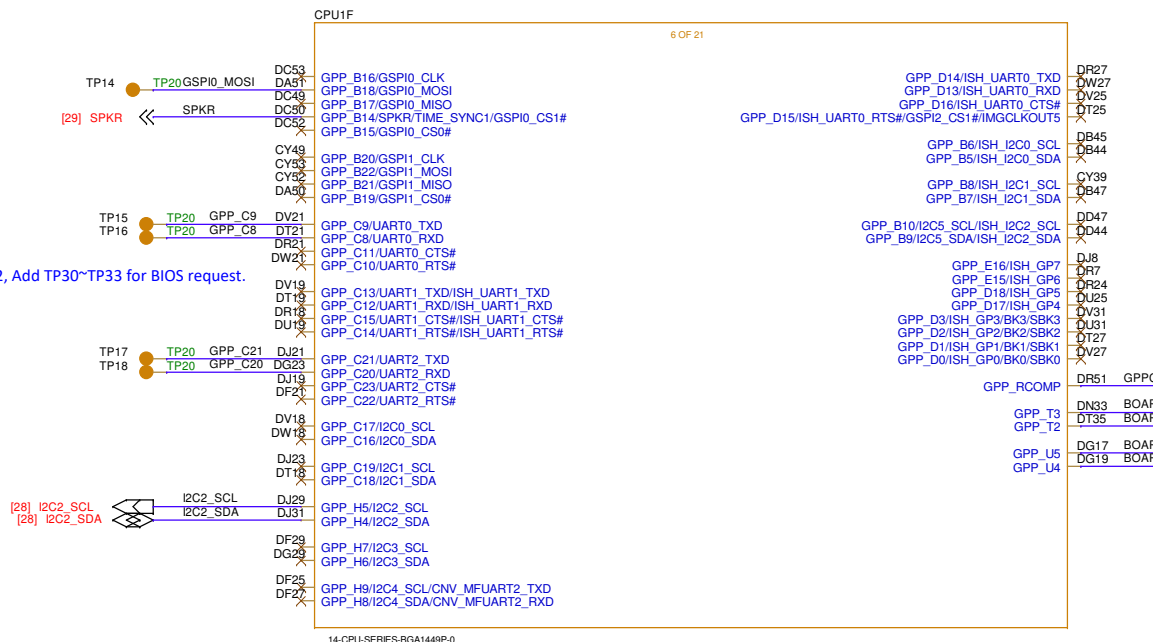 CPU1F
6 OF 21
TP14 TP20 GSPI0_MOSI
[29] SPKR SPKR
DC53 GPP_B16/GSPI0_CLK
DA51 GPP_B18/GSPI0_MOSI
DC49 GPP_B17/GSPI0_MISO
DC50 GPP_B14/SPKR/TIME_SYNC1/GSPI0_CS1#
DC52 GPP_B15/GSPI0_CS0#
CY49 GPP_B20/GSPI1_CLK
CY53 GPP_B22/GSPI1_MOSI
CY52 GPP_B21/GSPI1_MISO
DA50 GPP_B19/GSPI1_CS0#
TP15 TP20 GPP_C9 DV21 GPP_C9/UART0_TXD
TP16 TP20 GPP_C8 DT21 GPP_C8/UART0_RXD
DR21 GPP_C11/UART0_CTS#
DW21 GPP_C10/UART0_RTS#
2, Add TP30~TP33 for BIOS request.
DV19 GPP_C13/UART1_TXD/ISH_UART1_TXD
DT19 GPP_C12/UART1_RXD/ISH_UART1_RXD
DR18 GPP_C15/UART1_CTS#/ISH_UART1_CTS#
DU19 GPP_C14/UART1_RTS#/ISH_UART1_RTS#
TP17 TP20 GPP_C21 DJ21 GPP_C21/UART2_TXD
TP18 TP20 GPP_C20 DG23 GPP_C20/UART2_RXD
DJ19 GPP_C23/UART2_CTS#
DF21 GPP_C22/UART2_RTS#
DV18 GPP_C17/I2C0_SCL
DW18 GPP_C16/I2C0_SDA
DJ23 GPP_C19/I2C1_SCL
DT18 GPP_C18/I2C1_SDA
[28] I2C2_SCL I2C2_SCL DJ29 GPP_H5/I2C2_SCL
[28] I2C2_SDA I2C2_SDA DJ31 GPP_H4/I2C2_SDA
DF29 GPP_H7/I2C3_SCL
DG29 GPP_H6/I2C3_SDA
DF25 GPP_H9/I2C4_SCL/CNV_MFUART2_TXD
DF27 GPP_H8/I2C4_SDA/CNV_MFUART2_RXD
GPP_D14/ISH_UART0_TXD DR27
GPP_D13/ISH_UART0_RXD DW27
GPP_D16/ISH_UART0_CTS# DV25
GPP_D15/ISH_UART0_RTS#/GSPI2_CS1#/IMGCLKOUT5 DT25
GPP_B6/ISH_I2C0_SCL DB45
GPP_B5/ISH_I2C0_SDA DB44
GPP_B8/ISH_I2C1_SCL CY39
GPP_B7/ISH_I2C1_SDA DB47
GPP_B10/I2C5_SCL/ISH_I2C2_SCL DD47
GPP_B9/I2C5_SDA/ISH_I2C2_SDA DD44
GPP_E16/ISH_GP7 DJ8
GPP_E15/ISH_GP6 DR7
GPP_D18/ISH_GP5 DR24
GPP_D17/ISH_GP4 DU25
GPP_D3/ISH_GP3/BK3/SBK3 DV31
GPP_D2/ISH_GP2/BK2/SBK2 DU31
GPP_D1/ISH_GP1/BK1/SBK1 DT27
GPP_D0/ISH_GP0/BK0/SBK0 DV27
GPP_RCOMP DR51
GPP_T3 DN33 BOAR
GPP_T2 DT35 BOAR
GPP_U5 DG17 BOAR
GPP_U4 DG19 BOAR
14-CPU-SERIES-BGA1449P-0